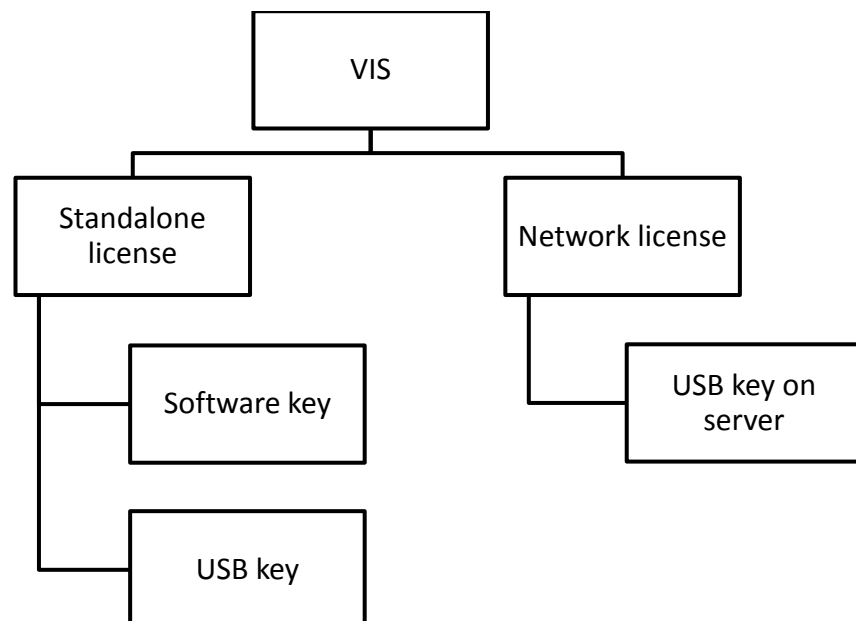 VIS
Standalone
license
Network license
Software key
USB key on
server
USB key